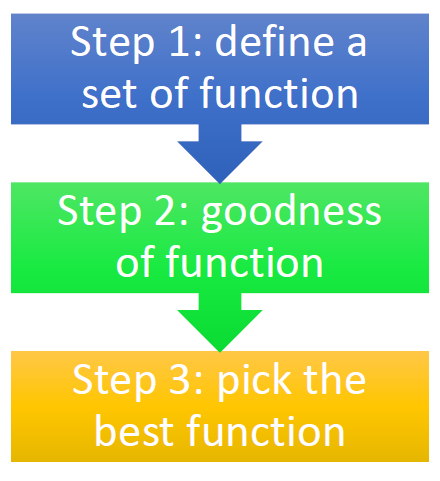 Step 1: define a
set of function
Step 2: goodness
of function
Step 3: pick the
best function